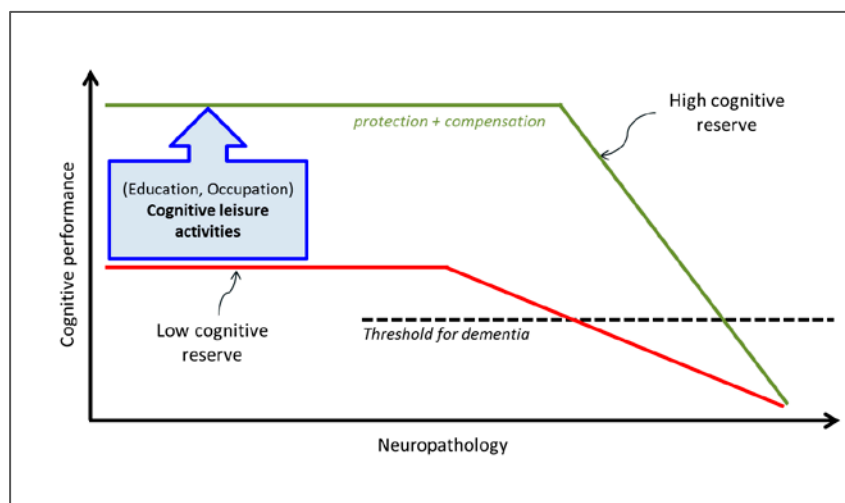 protection + compensation
High cognitive
reserve
(Education, Occupation)
Cognitive leisure
activities
Cognitive performance
Low cognitive
reserve
Threshold for dementia
Neuropathology